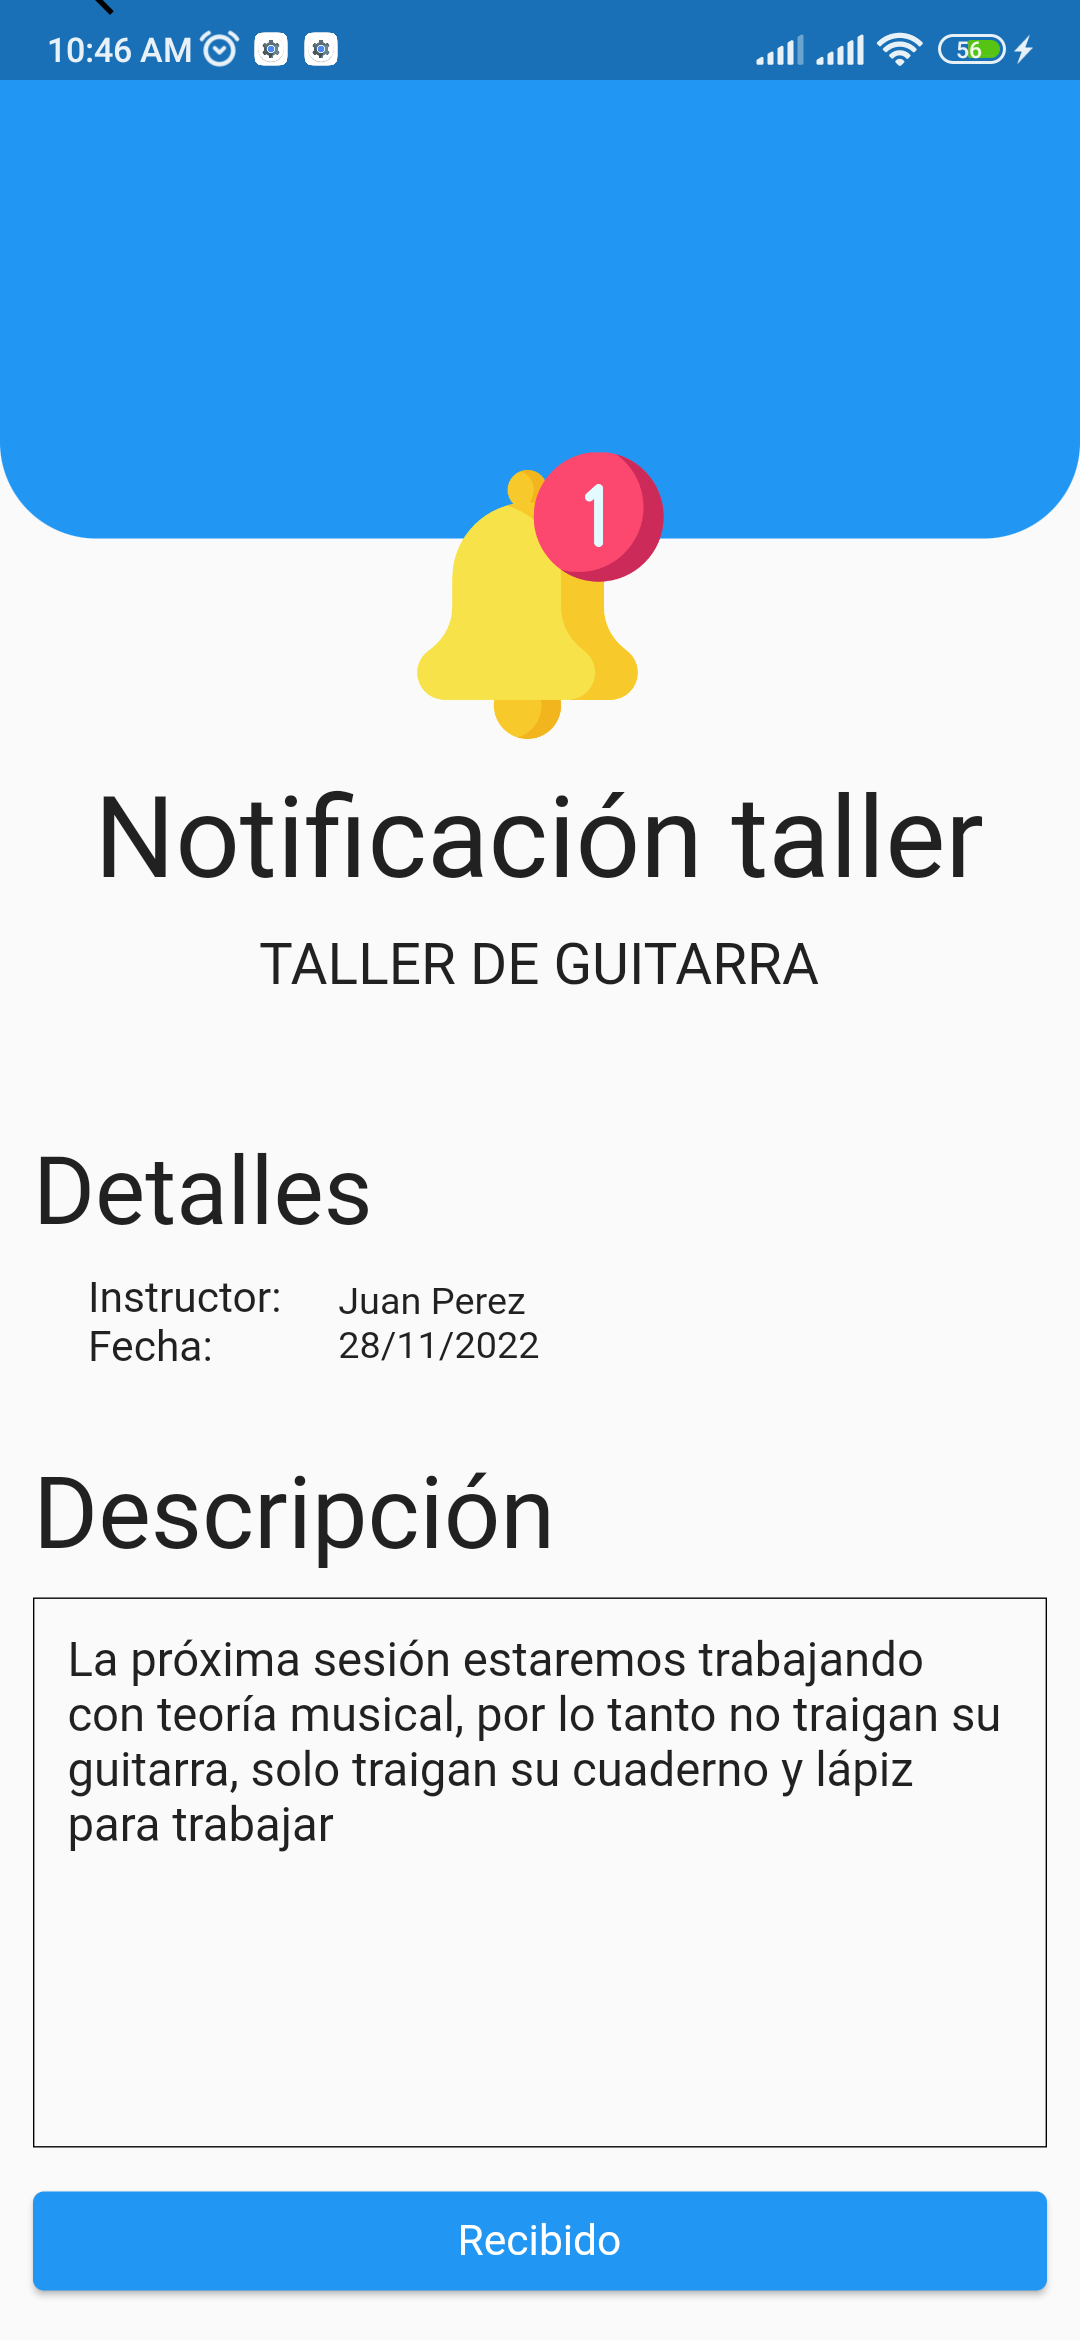 10:46 AM
56
1
Notificación taller
TALLER DE GUITARRA
Detalles
Instructor: Juan Perez
Fecha: 28/11/2022
Descripción
La próxima sesión estaremos trabajando
con teoría musical, por lo tanto no traigan su
guitarra, solo traigan su cuaderno y lápiz
para trabajar
Recibido